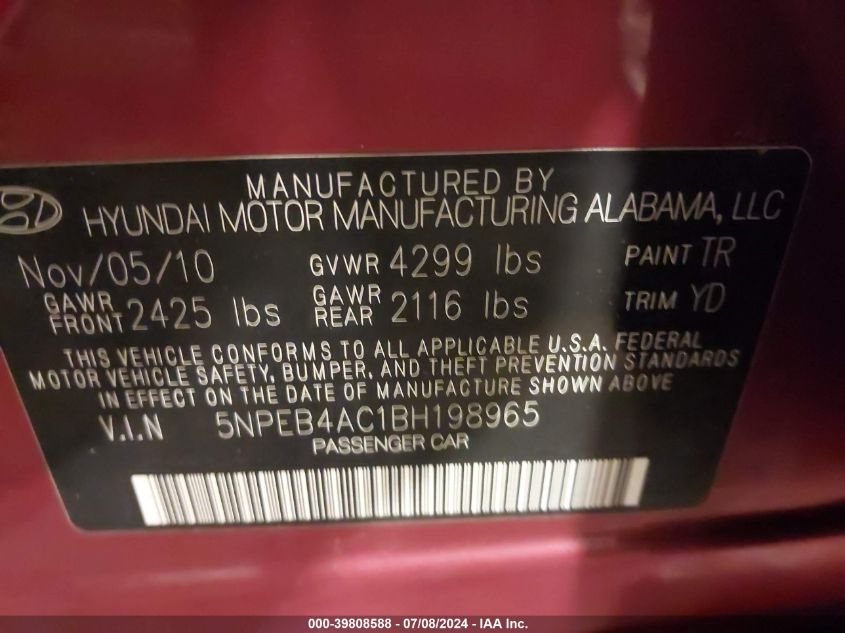 MANUFACTURED BY
HYUNDAI MOTOR MANUFACTURING ALABAMA, LLC
Nov/05/10 GVWR 4299 lbs PAINT TR
GAWR FRONT 2425 lbs GAWR REAR 2116 lbs TRIM YD
THIS VEHICLE CONFORMS TO ALL APPLICABLE U.S.A. FEDERAL
MOTOR VEHICLE SAFETY, BUMPER, AND THEFT PREVENTION STANDARDS
IN EFFECT ON THE DATE OF MANUFACTURE SHOWN ABOVE
V.I.N 5NPEB4AC1BH198965
PASSENGER CAR
000-39808588 - 07/08/2024 - IAA Inc.